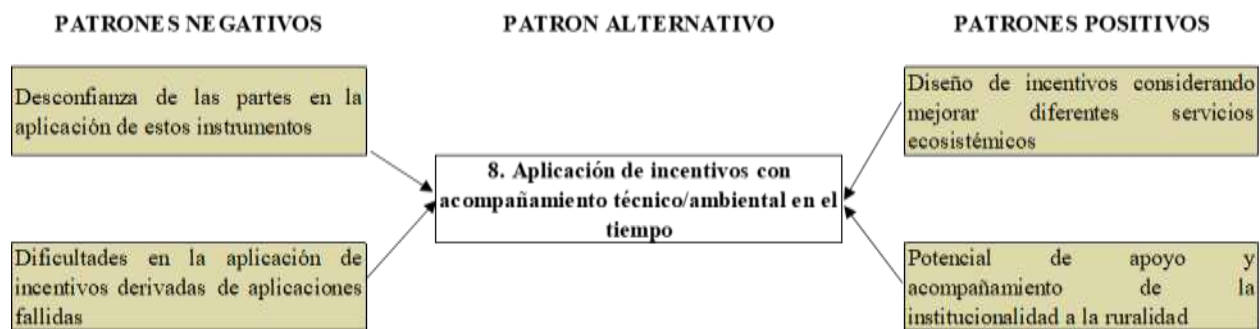 PATRONES NEGATIVOS
PATRON ALTERNATIVO
PATRONES POSITIVOS
Desconfianza de las partes en la
aplicación de estos instrumentos
Dificultades en la aplicación de
incentivos derivadas de aplicaciones
fallidas
8. Aplicación de incentivos con
acompañamiento técnico/ambiental en el
tiempo
Diseño de incentivos considerando
mejorar diferentes servicios
ecosistémicos
Potencial de apoyo y
acompañamiento de la
institucionalidad a la ruralidad